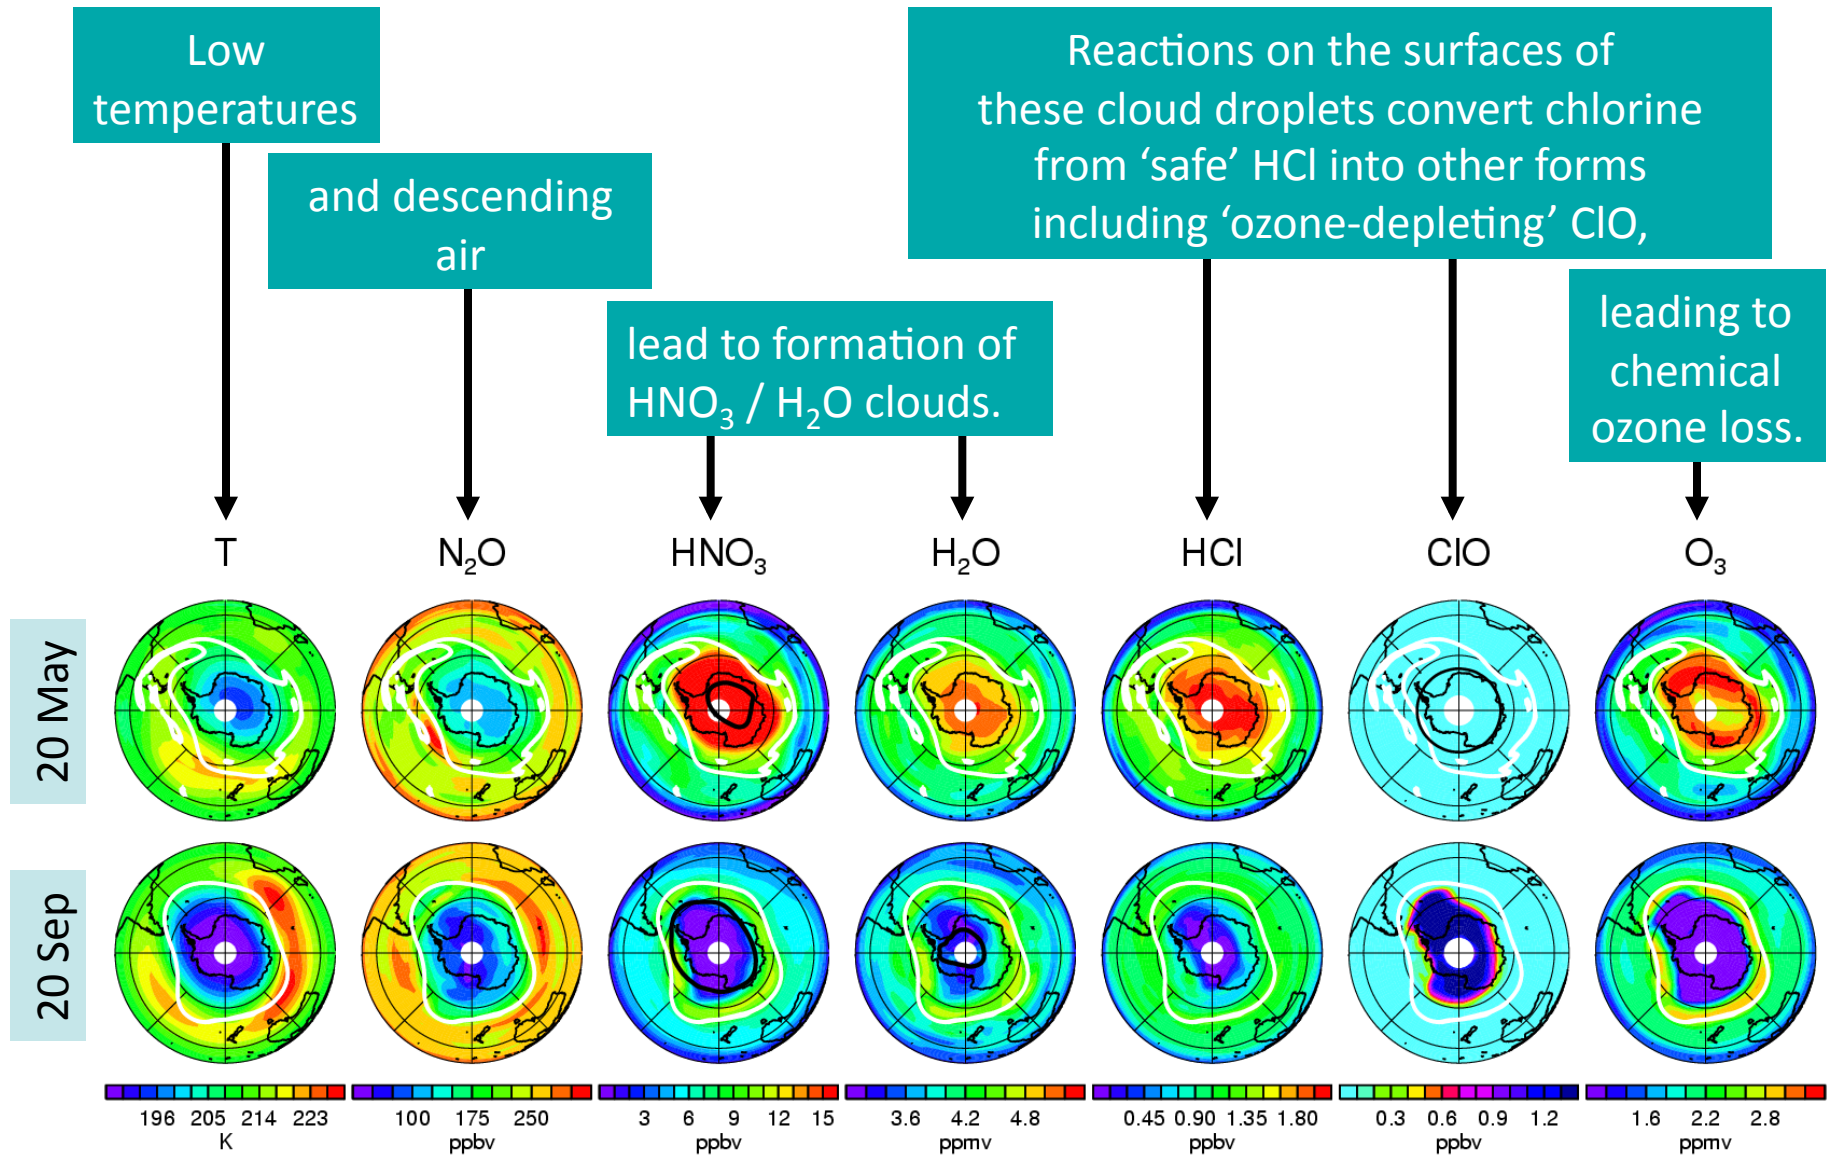 Low
temperatures
and descending
air
lead to formation of
HNO₃ / H₂O clouds.
Reactions on the surfaces of
these cloud droplets convert chlorine
from ‘safe’ HCl into other forms
including ‘ozone-depleting’ ClO,
leading to
chemical
ozone loss.
T N₂O HNO₃ H₂O HCl ClO O₃
20 May
20 Sep
196 205 214 223 100 175 250 3 6 9 12 15 3.6 4.2 4.8 0.45 0.90 1.35 1.80 0.3 0.6 0.9 1.2 1.6 2.2 2.8
K ppbv ppbv ppmv ppbv ppbv ppmv